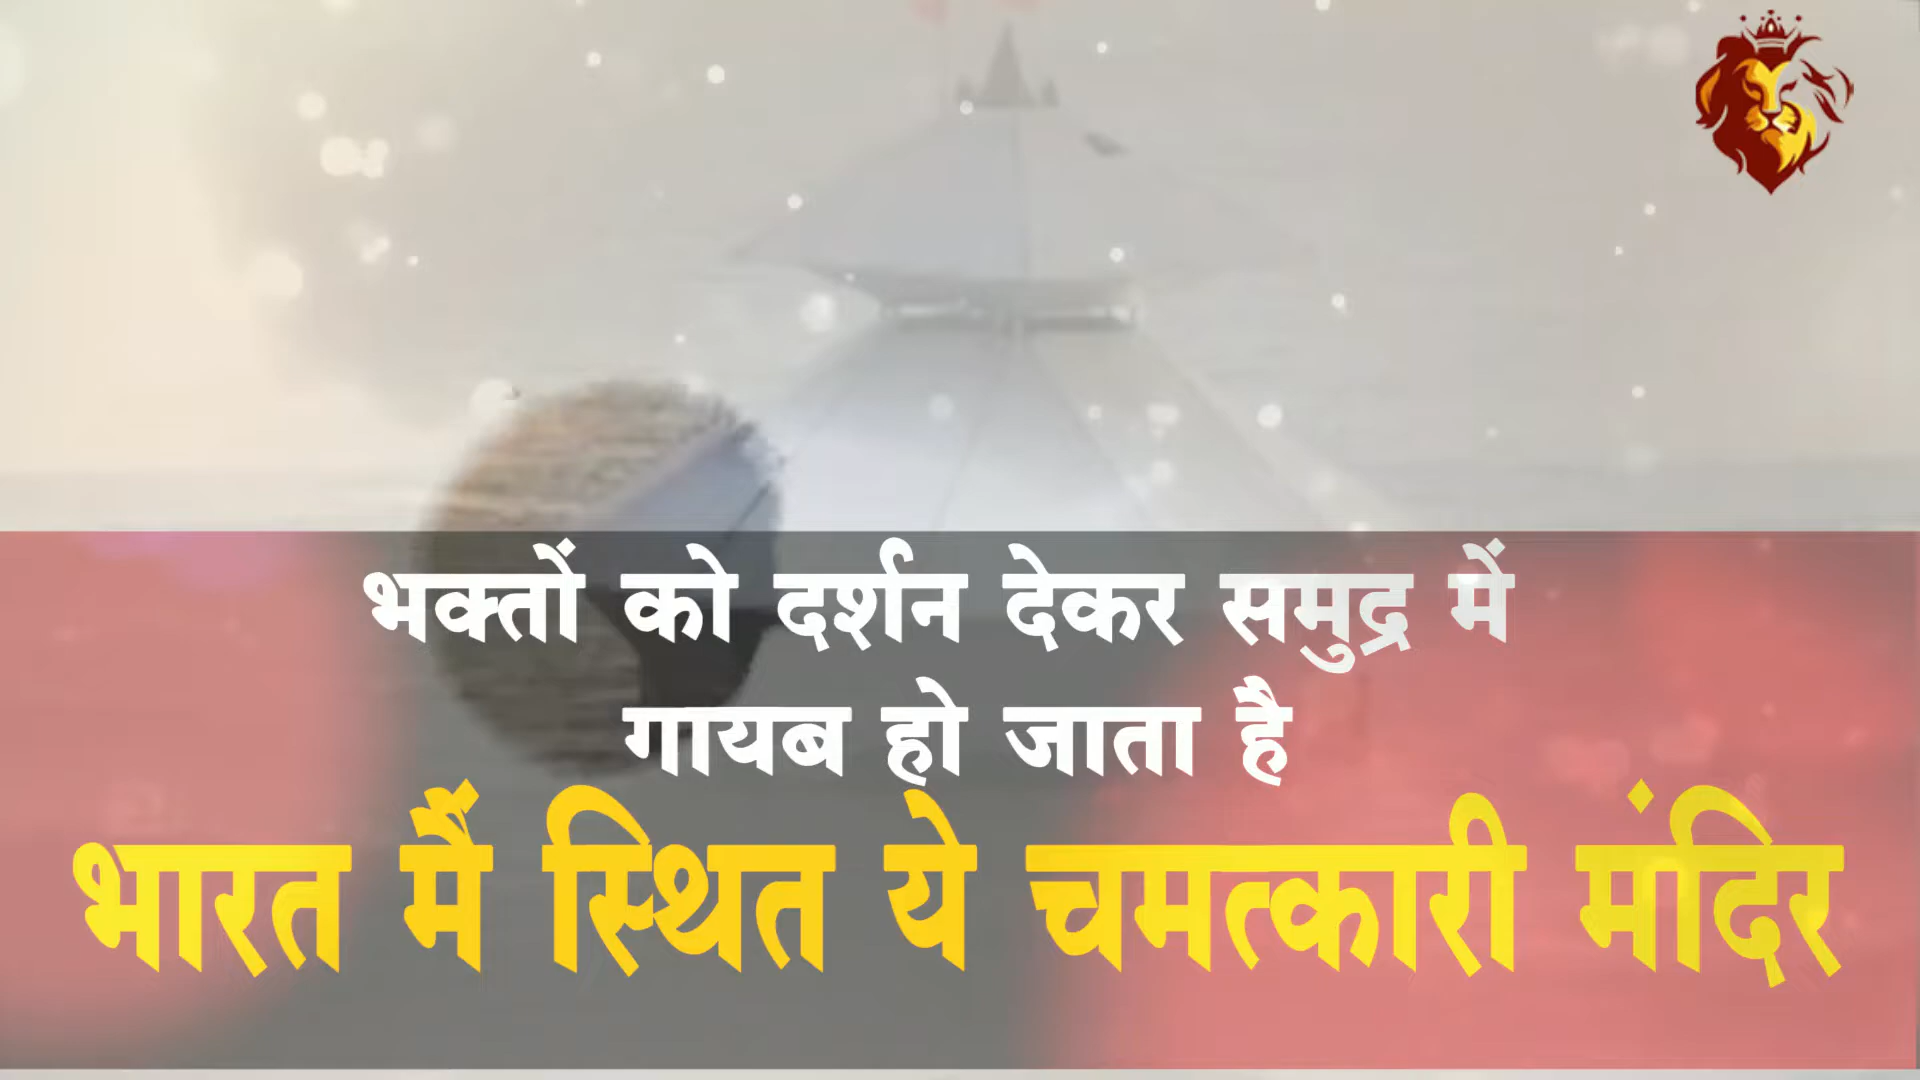 भक्तों को दर्शन देकर समुद्र में
गायब हो जाता है
भारत मैं स्थित ये चमत्कारी मंदिर